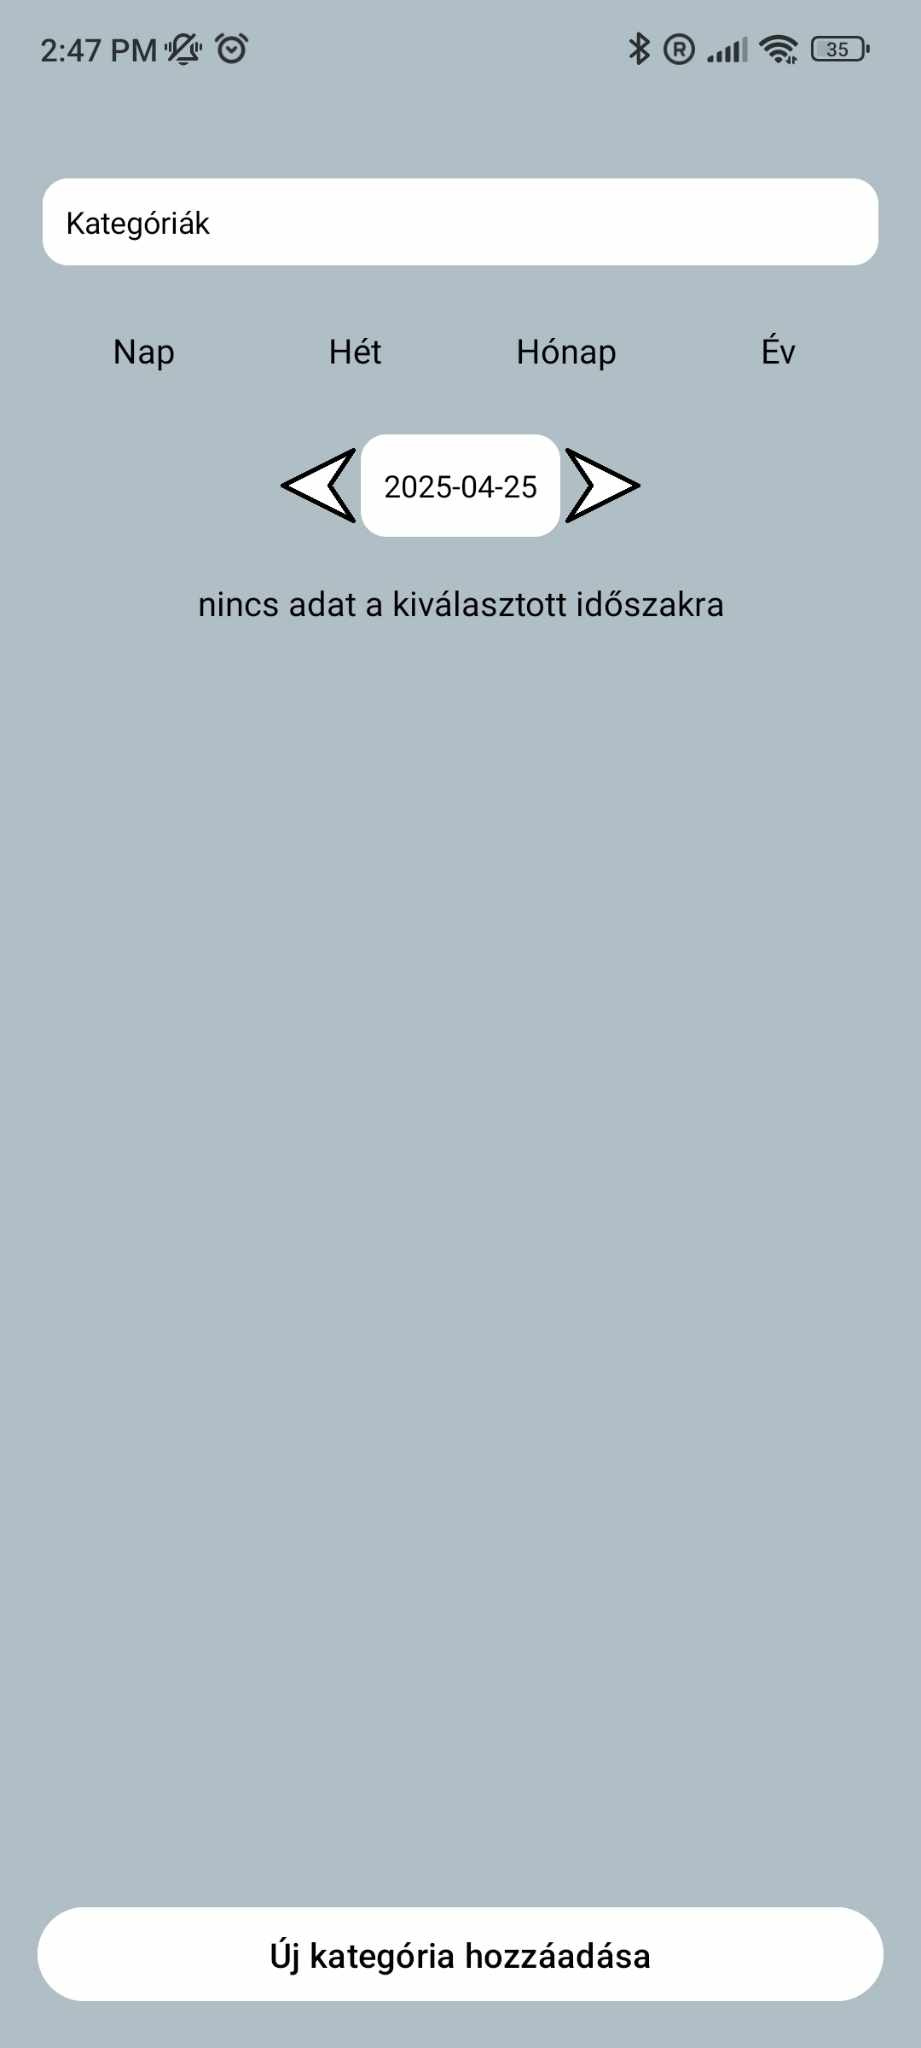 2:47 PM
R
35
Kategóriák
Nap Hét Hónap Év
2025-04-25
nincs adat a kiválasztott időszakra
Új kategória hozzáadása